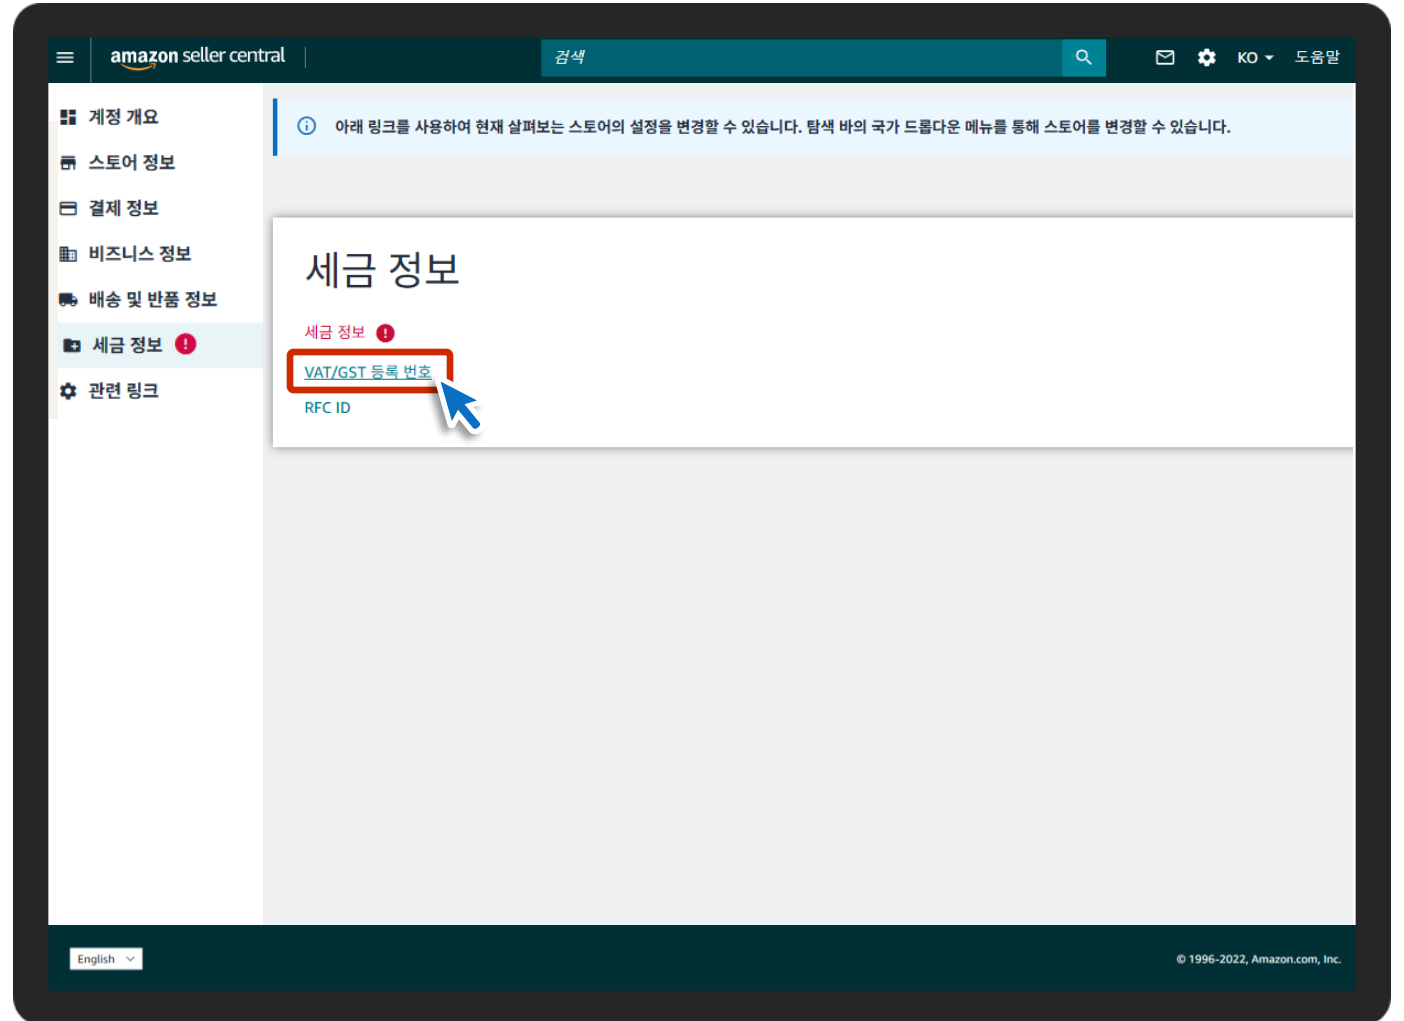 amazon seller central
검색
KO
도움말
계정 개요
스토어 정보
결제 정보
비즈니스 정보
배송 및 반품 정보
세금 정보
관련 링크
아래 링크를 사용하여 현재 살펴보는 스토어의 설정을 변경할 수 있습니다. 탐색 바의 국가 드롭다운 메뉴를 통해 스토어를 변경할 수 있습니다.
세금 정보
세금 정보
VAT/GST 등록 번호
RFC ID
English
© 1996-2022, Amazon.com, Inc.